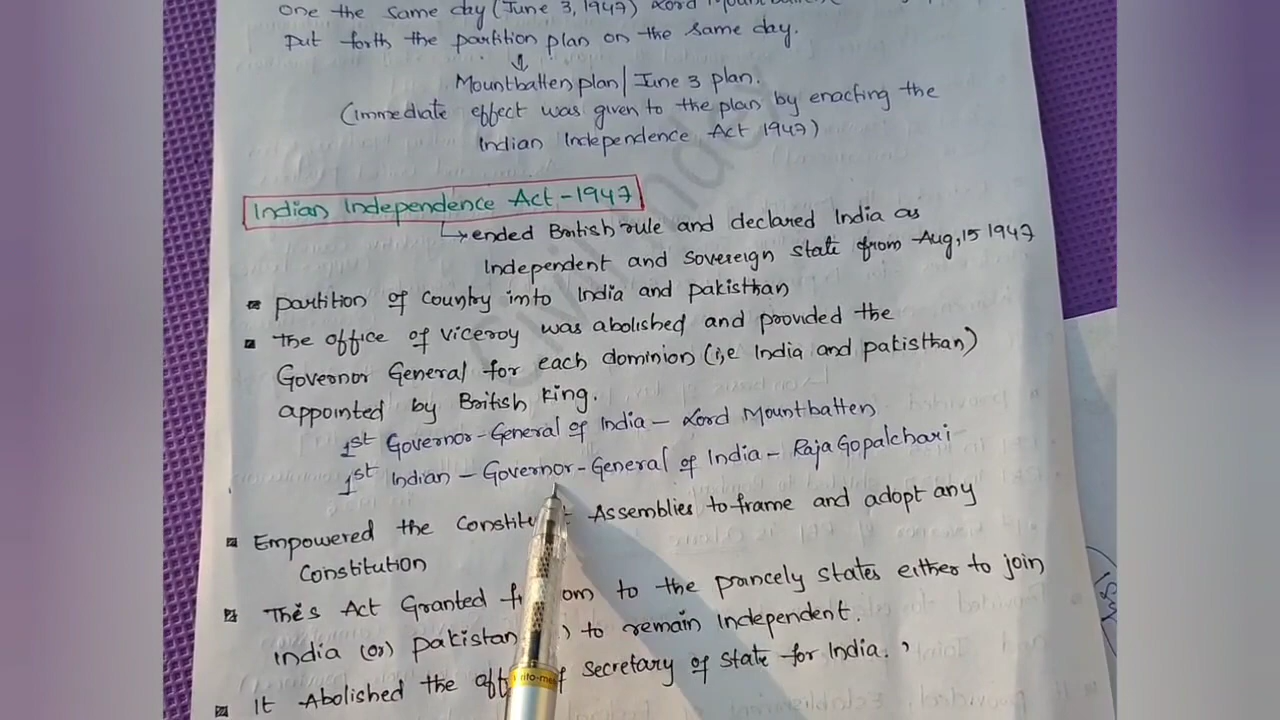 one the same day (June 3, 1947) Lord
put forth the partition plan on the same day.
↓
Mountbatten plan / June 3 plan.
(immediate effect was given to the plan by enacting the
Indian Independence Act 1947)
Indian Independence Act - 1947
↳ ended British rule and declared India as
Independent and sovereign state from Aug, 15 1947
▪ partition of country into India and pakisthan
▪ The office of viceroy was abolished and provided the
Governor General for each dominion (i,e India and pakisthan)
appointed by British king.
1st Governor-General of India - Lord Mountbatten
1st Indian - Governor-General of India - Raja Gopalchari
▪ Empowered the Assemblies to frame and adopt any
Constitution
▪ This Act Granted to the prancely states either to join
India (or) pakistan to remain Independent.
▪ It Abolished the secretary of state for India.